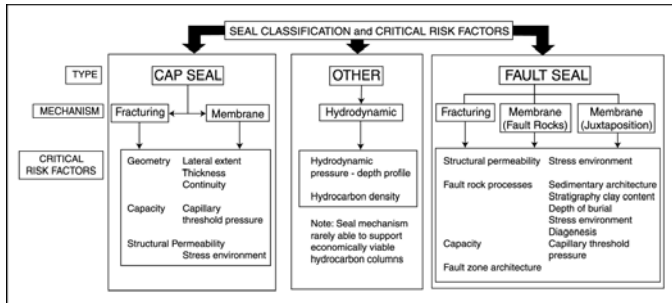 SEAL CLASSIFICATION and CRITICAL RISK FACTORS
TYPE
CAP SEAL
OTHER
FAULT SEAL
MECHANISM
Fracturing
Membrane
Hydrodynamic
Fracturing
Membrane
(Fault Rocks)
Membrane
(Juxtaposition)
CRITICAL
RISK FACTORS
Geometry Lateral extent
Thickness
Continuity
Capacity Capillary
threshold pressure
Structural Permeability
Stress environment
Hydrodynamic
pressure - depth profile
Hydrocarbon density
Note: Seal mechanism
rarely able to support
economically viable
hydrocarbon columns
Structural permeability Stress environment
Fault rock processes Sedimentary architecture
Stratigraphy clay content
Depth of burial
Stress environment
Diagenesis
Capacity Capillary threshold
pressure
Fault zone architecture